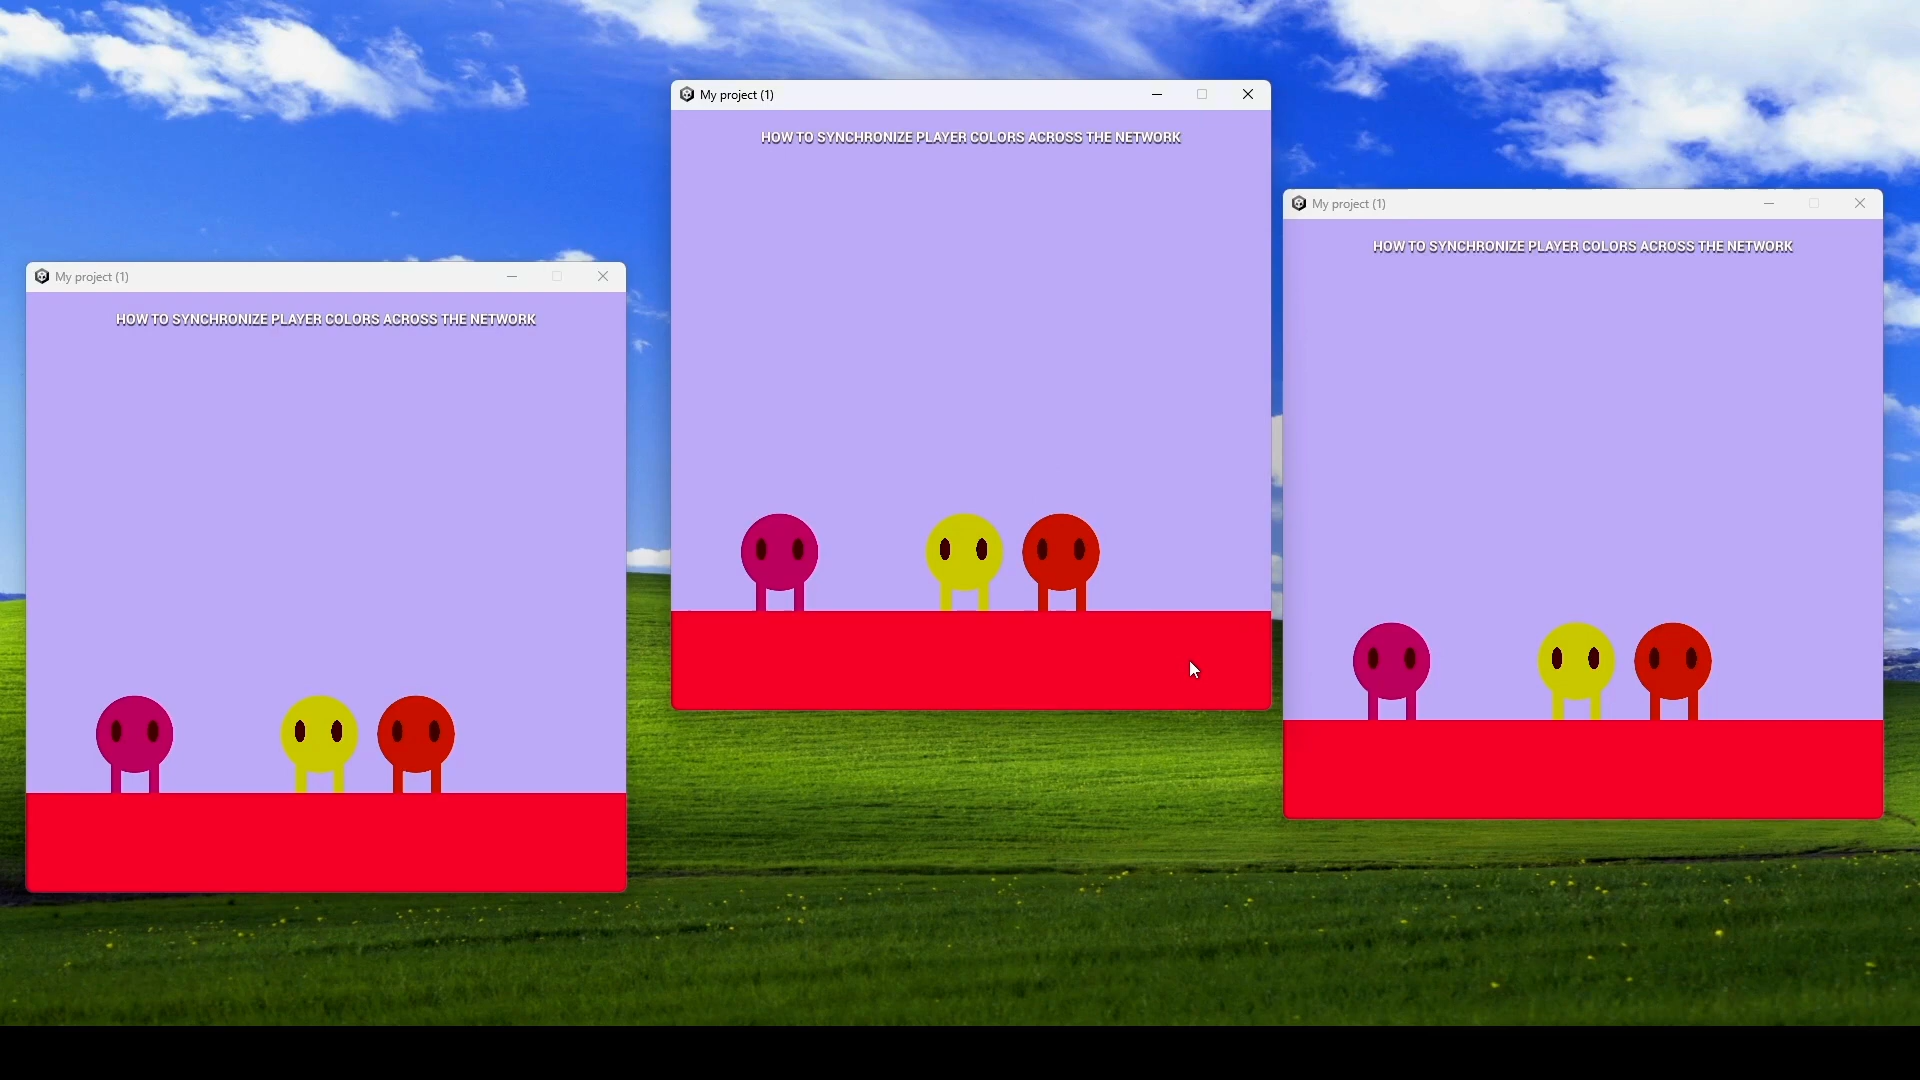 My project (1)
HOW TO SYNCHRONIZE PLAYER COLORS ACROSS THE NETWORK
My project (1)
HOW TO SYNCHRONIZE PLAYER COLORS ACROSS THE NETWORK
My project (1)
HOW TO SYNCHRONIZE PLAYER COLORS ACROSS THE NETWORK